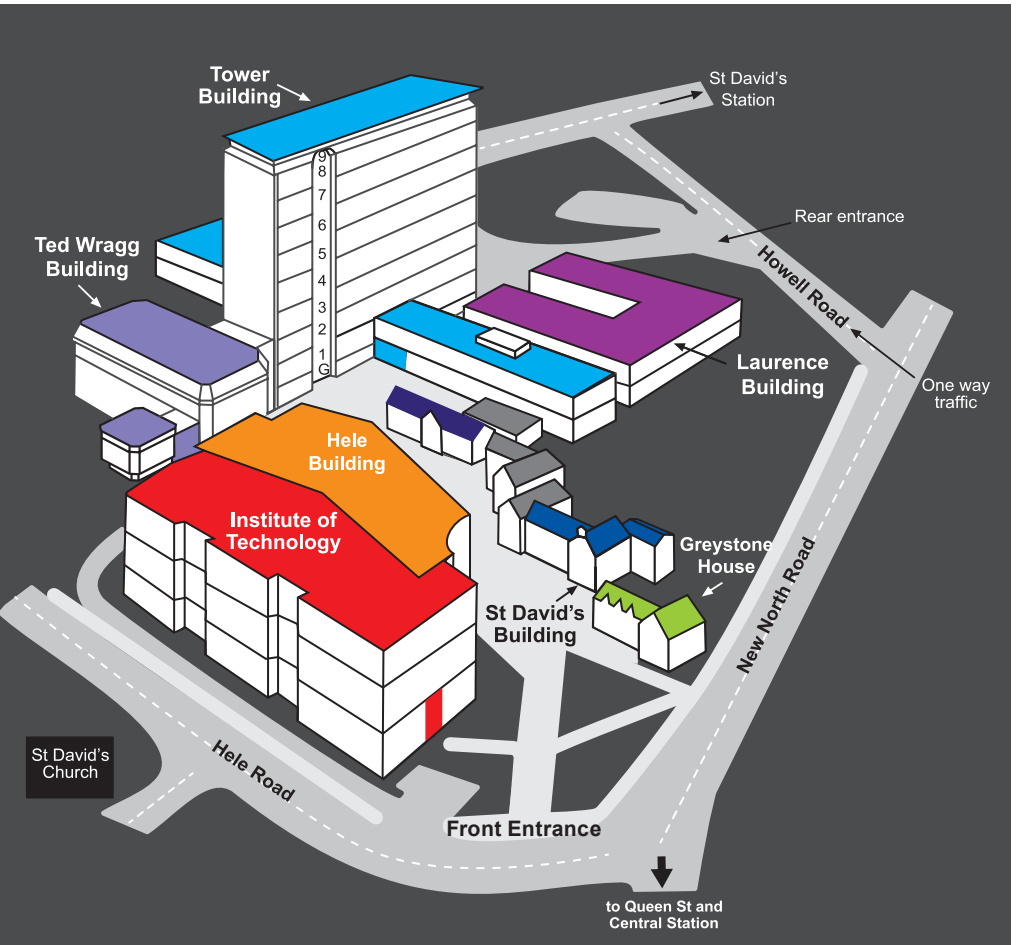 Tower
Building
St David's
Station
9
8
7
6
5
4
3
2
1
G
Rear entrance
Ted Wragg
Building
Howell Road
Laurence
Building
One way
traffic
Hele
Building
Institute of
Technology
Greystone
House
St David's
Building
New North Road
St David's
Church
Hele Road
Front Entrance
to Queen St and
Central Station